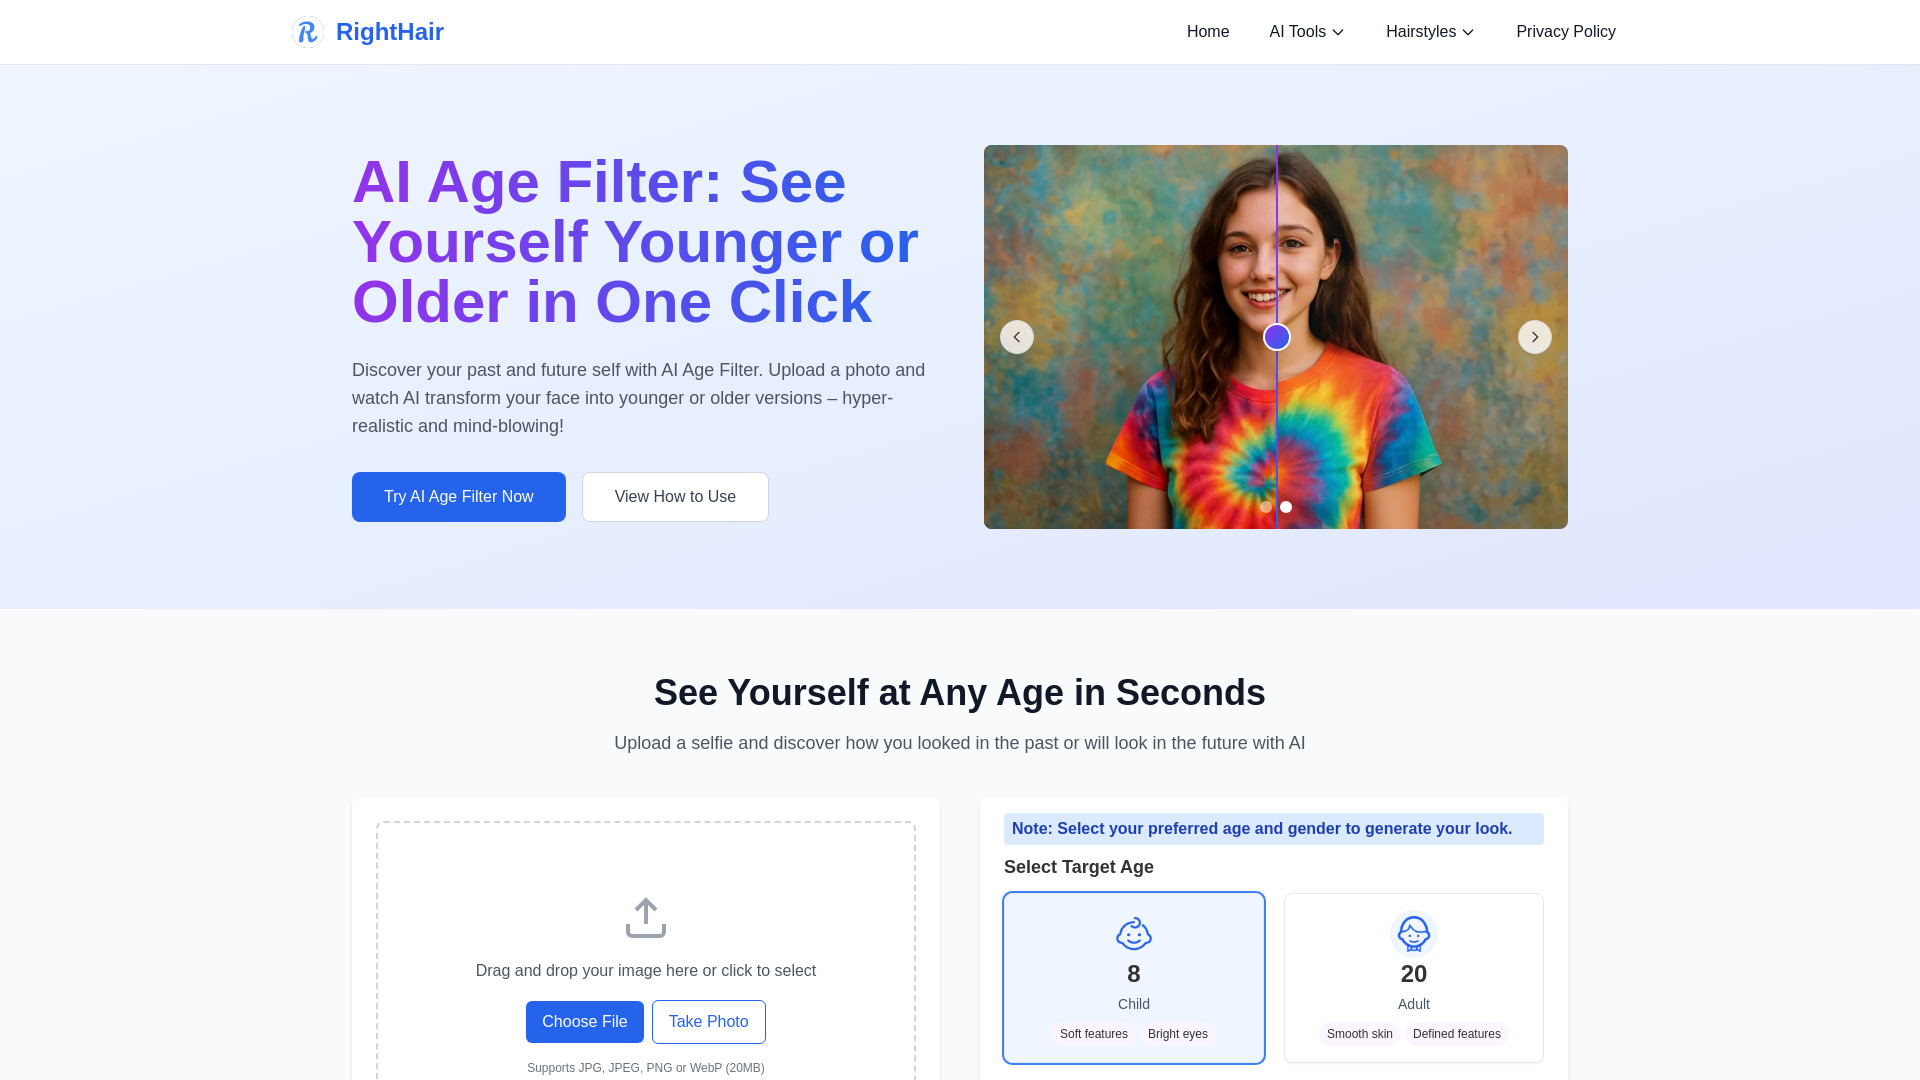 RightHair
Home
AI Tools
Hairstyles
Privacy Policy
AI Age Filter: See
Yourself Younger or
Older in One Click
Discover your past and future self with AI Age Filter. Upload a photo and
watch AI transform your face into younger or older versions – hyper-
realistic and mind-blowing!
Try AI Age Filter Now
View How to Use
See Yourself at Any Age in Seconds
Upload a selfie and discover how you looked in the past or will look in the future with AI
Drag and drop your image here or click to select
Choose File
Take Photo
Supports JPG, JPEG, PNG or WebP (20MB)
Note: Select your preferred age and gender to generate your look.
Select Target Age
8
Child
Soft features
Bright eyes
20
Adult
Smooth skin
Defined features